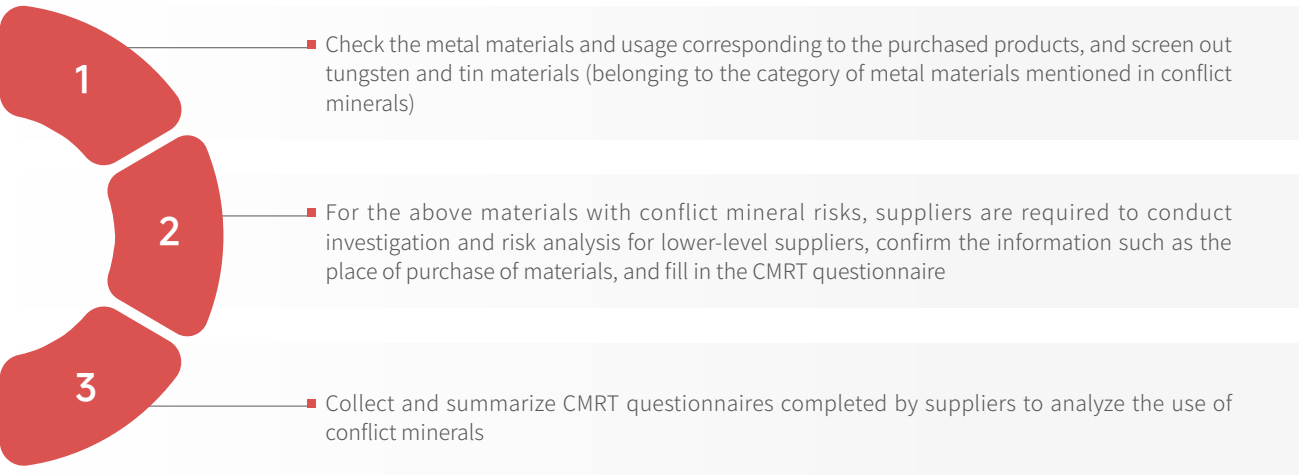 1
Check the metal materials and usage corresponding to the purchased products, and screen out
tungsten and tin materials (belonging to the category of metal materials mentioned in conflict
minerals)
2
For the above materials with conflict mineral risks, suppliers are required to conduct
investigation and risk analysis for lower-level suppliers, confirm the information such as the
place of purchase of materials, and fill in the CMRT questionnaire
3
Collect and summarize CMRT questionnaires completed by suppliers to analyze the use of
conflict minerals